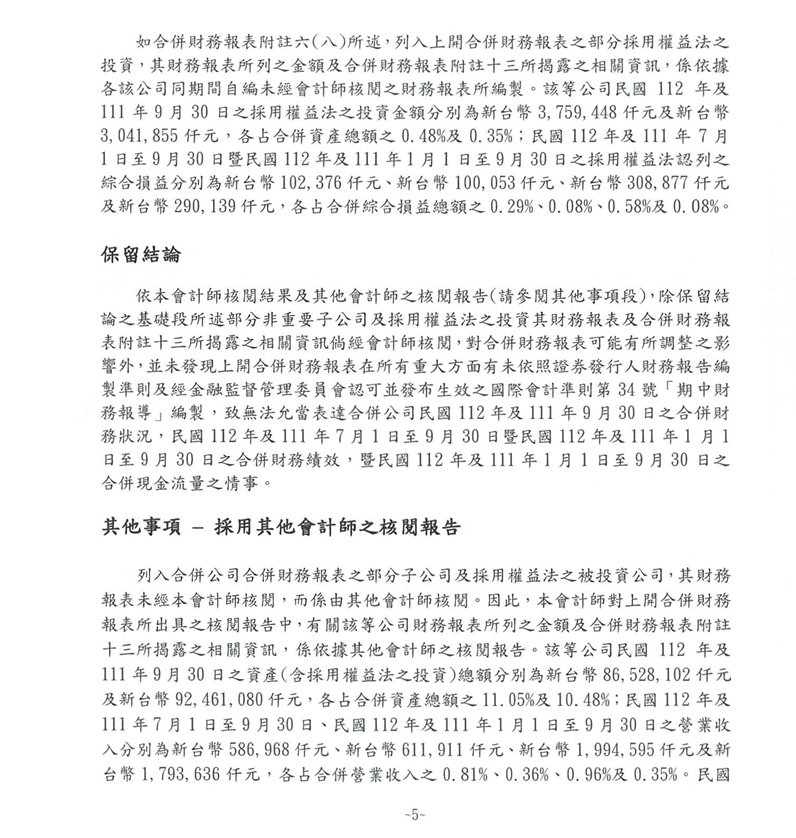 如合併財務報表附註六(八)所述，列入上開合併財務報表之部分採用權益法之
投資，其財務報表所列之金額及合併財務報表附註十三所揭露之相關資訊，係依據
各該公司同期間自編未經會計師核閱之財務報表所編製。該等公司民國 112 年及
111 年 9 月 30 日之採用權益法之投資金額分別為新台幣 3,759,448 仟元及新台幣
3,041,855 仟元，各占合併資產總額之 0.48%及 0.35%；民國 112 年及 111 年 7 月
1 日至 9 月 30 日暨民國 112 年及 111 年 1 月 1 日至 9 月 30 日之採用權益法認列之
綜合損益分別為新台幣 102,376 仟元、新台幣 100,053 仟元、新台幣 308,877 仟元
及新台幣 290,139 仟元，各占合併綜合損益總額之 0.29%、0.08%、0.58%及 0.08%。
保留結論
依本會計師核閱結果及其他會計師之核閱報告(請參閱其他事項段)，除保留結
論之基礎段所述部分非重要子公司及採用權益法之投資其財務報表及合併財務報
表附註十三所揭露之相關資訊倘經會計師核閱，對合併財務報表可能有所調整之影
響外，並未發現上開合併財務報表在所有重大方面有未依照證券發行人財務報告編
製準則及經金融監督管理委員會認可並發布生效之國際會計準則第 34 號「期中財
務報導」編製，致無法允當表達合併公司民國 112 年及 111 年 9 月 30 日之合併財
務狀況，民國 112 年及 111 年 7 月 1 日至 9 月 30 日暨民國 112 年及 111 年 1 月 1
日至 9 月 30 日之合併財務績效，暨民國 112 年及 111 年 1 月 1 日至 9 月 30 日之
合併現金流量之情事。
其他事項 – 採用其他會計師之核閱報告
列入合併公司合併財務報表之部分子公司及採用權益法之被投資公司，其財務
報表未經本會計師核閱，而係由其他會計師核閱。因此，本會計師對上開合併財務
報表所出具之核閱報告中，有關該等公司財務報表所列之金額及合併財務報表附註
十三所揭露之相關資訊，係依據其他會計師之核閱報告。該等公司民國 112 年及
111 年 9 月 30 日之資產(含採用權益法之投資)總額分別為新台幣 86,528,102 仟元
及新台幣 92,461,080 仟元，各占合併資產總額之 11.05%及 10.48%；民國 112 年及
111 年 7 月 1 日至 9 月 30 日、民國 112 年及 111 年 1 月 1 日至 9 月 30 日之營業收
入分別為新台幣 586,968 仟元、新台幣 611,911 仟元、新台幣 1,994,595 仟元及新
台幣 1,793,636 仟元，各占合併營業收入之 0.81%、0.36%、0.96%及 0.35%。民國
~5~